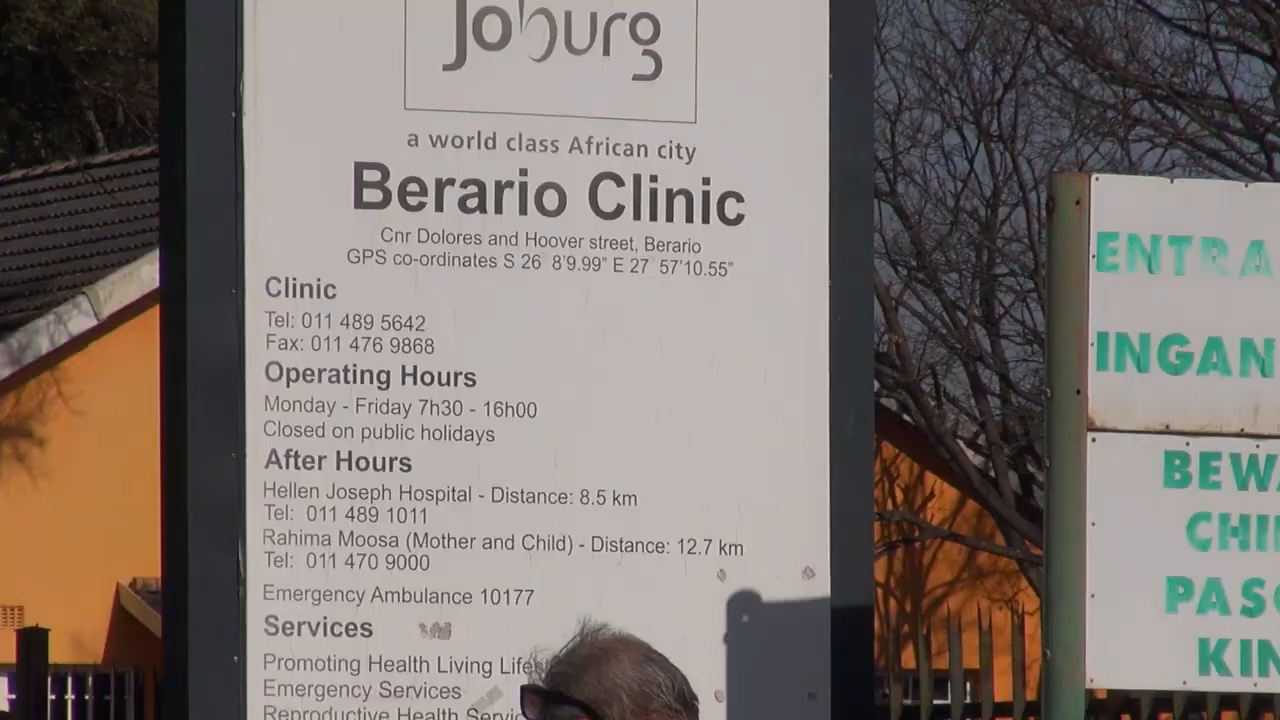 Joburg
a world class African city
Berario Clinic
Cnr Dolores and Hoover street, Berario
GPS co-ordinates S 26 8'9.99" E 27 57'10.55"
Clinic
Tel: 011 489 5642
Fax: 011 476 9868
Operating Hours
Monday - Friday 7h30 - 16h00
Closed on public holidays
After Hours
Hellen Joseph Hospital - Distance: 8.5 km
Tel: 011 489 1011
Rahima Moosa (Mother and Child) - Distance: 12.7 km
Tel: 011 470 9000
Emergency Ambulance 10177
Services
Promoting Health Living
Emergency Services
Reproductive Health
ENTRA
INGAN
BEWA
CHIL
PASO
KIN